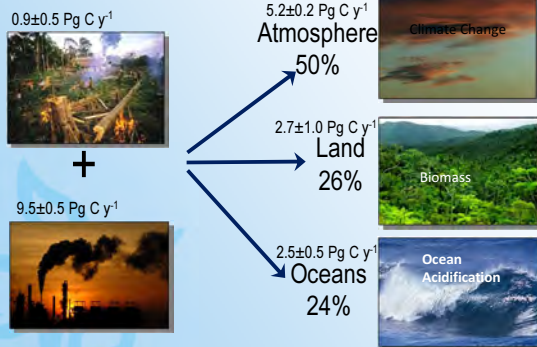 0.9±0.5 Pg C y-1
+
9.5±0.5 Pg C y-1
5.2±0.2 Pg C y-1
Atmosphere
50%
Climate Change
2.7±1.0 Pg C y-1
Land
26%
Biomass
2.5±0.5 Pg C y-1
Oceans
24%
Ocean
Acidification